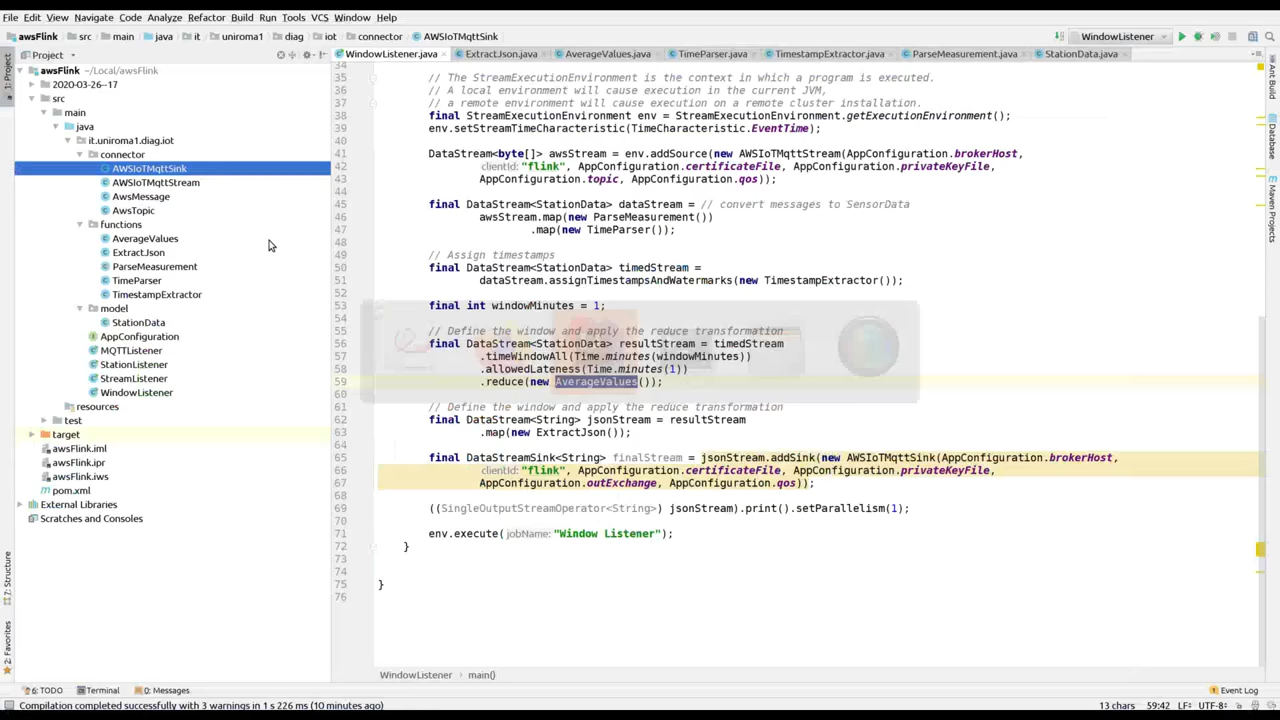 File Edit View Navigate Code Analyze Refactor Build Run Tools VCS Window Help
awsFlink src main java it uniroma1 diag iot connector AWSIoTMqttSink WindowListener
Project WindowListener.java ExtractJson.java AverageValues.java TimeParser.java TimestampExtractor.java ParseMeasurement.java StationData.java
1: Project
Ant Build
Database
Maven Projects
7: Structure
2: Favorites
awsFlink ~/Local/awsFlink
2020-03-26--17
src
main
java
it.uniroma1.diag.iot
connector
AWSIoTMqttSink
AWSIoTMqttStream
AwsMessage
AwsTopic
functions
AverageValues
ExtractJson
ParseMeasurement
TimeParser
TimestampExtractor
model
StationData
AppConfiguration
MQTTListener
StationListener
StreamListener
WindowListener
resources
test
target
awsFlink.iml
awsFlink.ipr
awsFlink.iws
pom.xml
External Libraries
Scratches and Consoles
34
35 // The StreamExecutionEnvironment is the context in which a program is executed.
36 // A local environment will cause execution in the current JVM,
37 // a remote environment will cause execution on a remote cluster installation.
38 final StreamExecutionEnvironment env = StreamExecutionEnvironment.getExecutionEnvironment();
39 env.setStreamTimeCharacteristic(TimeCharacteristic.EventTime);
40
41 DataStream<byte[]> awsStream = env.addSource(new AWSIoTMqttStream(AppConfiguration.brokerHost,
42 clientId: "flink", AppConfiguration.certificateFile, AppConfiguration.privateKeyFile,
43 AppConfiguration.topic, AppConfiguration.qos));
44
45 final DataStream<StationData> dataStream = // convert messages to SensorData
46 awsStream.map(new ParseMeasurement())
47 .map(new TimeParser());
48
49 // Assign timestamps
50 final DataStream<StationData> timedStream =
51 dataStream.assignTimestampsAndWatermarks(new TimestampExtractor());
52
53 final int windowMinutes = 1;
54
55 // Define the window and apply the reduce transformation
56 final DataStream<StationData> resultStream = timedStream
57 .timeWindowAll(Time.minutes(windowMinutes))
58 .allowedLateness(Time.minutes(1))
59 .reduce(new AverageValues());
60
61 // Define the window and apply the reduce transformation
62 final DataStream<String> jsonStream = resultStream
63 .map(new ExtractJson());
64
65 final DataStreamSink<String> finalStream = jsonStream.addSink(new AWSIoTMqttSink(AppConfiguration.brokerHost,
66 clientId: "flink", AppConfiguration.certificateFile, AppConfiguration.privateKeyFile,
67 AppConfiguration.outExchange, AppConfiguration.qos));
68
69 ((SingleOutputStreamOperator<String>) jsonStream).print().setParallelism(1);
70
71 env.execute( jobName: "Window Listener");
72 }
73
74
75 }
76
WindowListener main()
6: TODO Terminal 0: Messages Event Log
Compilation completed successfully with 3 warnings in 1 s 226 ms (10 minutes ago) 13 chars 59:42 LF÷ UTF-8÷